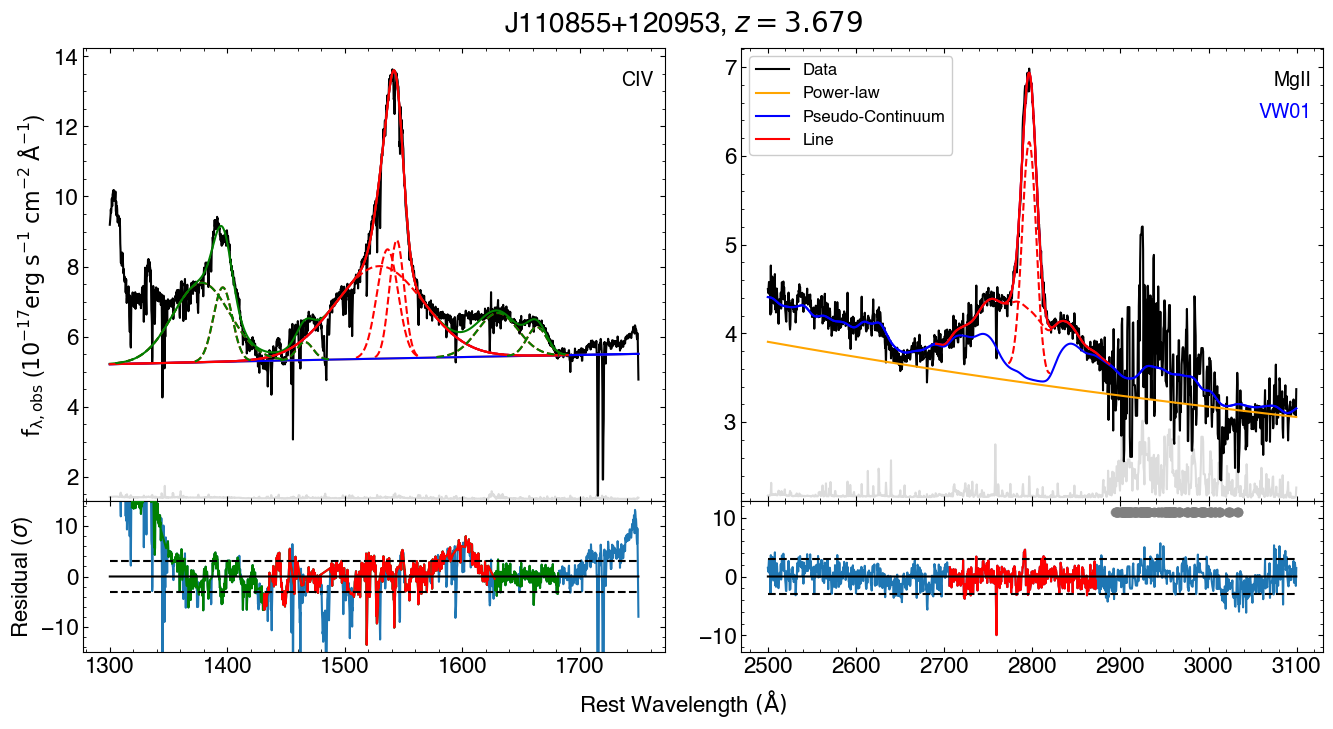 J110855+120953, z = 3.679
CIV
14
12
10
8
6
4
2
f_λ,obs (10^−17 erg s^−1 cm^−2 Å^−1)
MgII
VW01
Data
Power-law
Pseudo-Continuum
Line
7
6
5
4
3
Residual (σ)
10
0
−10
10
0
−10
1300 1400 1500 1600 1700
2500 2600 2700 2800 2900 3000 3100
Rest Wavelength (Å)